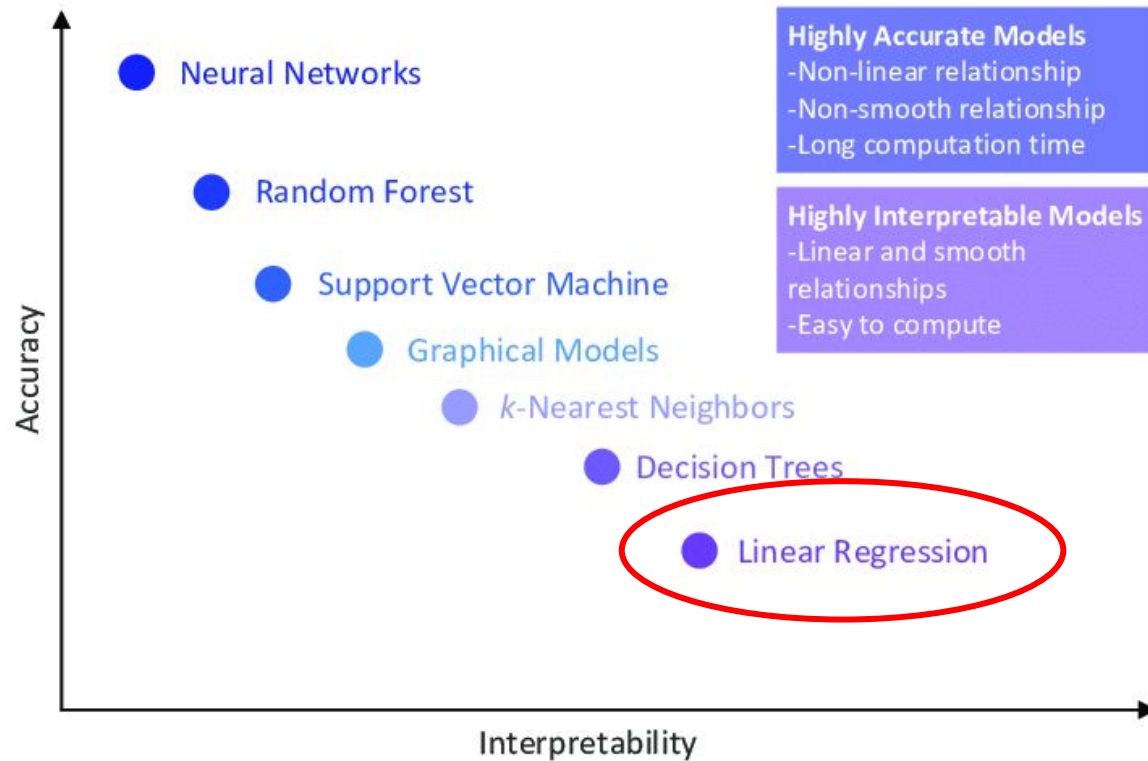 Highly Accurate Models
-Non-linear relationship
-Non-smooth relationship
-Long computation time
Highly Interpretable Models
-Linear and smooth
relationships
-Easy to compute
Neural Networks
Random Forest
Support Vector Machine
Graphical Models
k-Nearest Neighbors
Decision Trees
Linear Regression
Accuracy
Interpretability